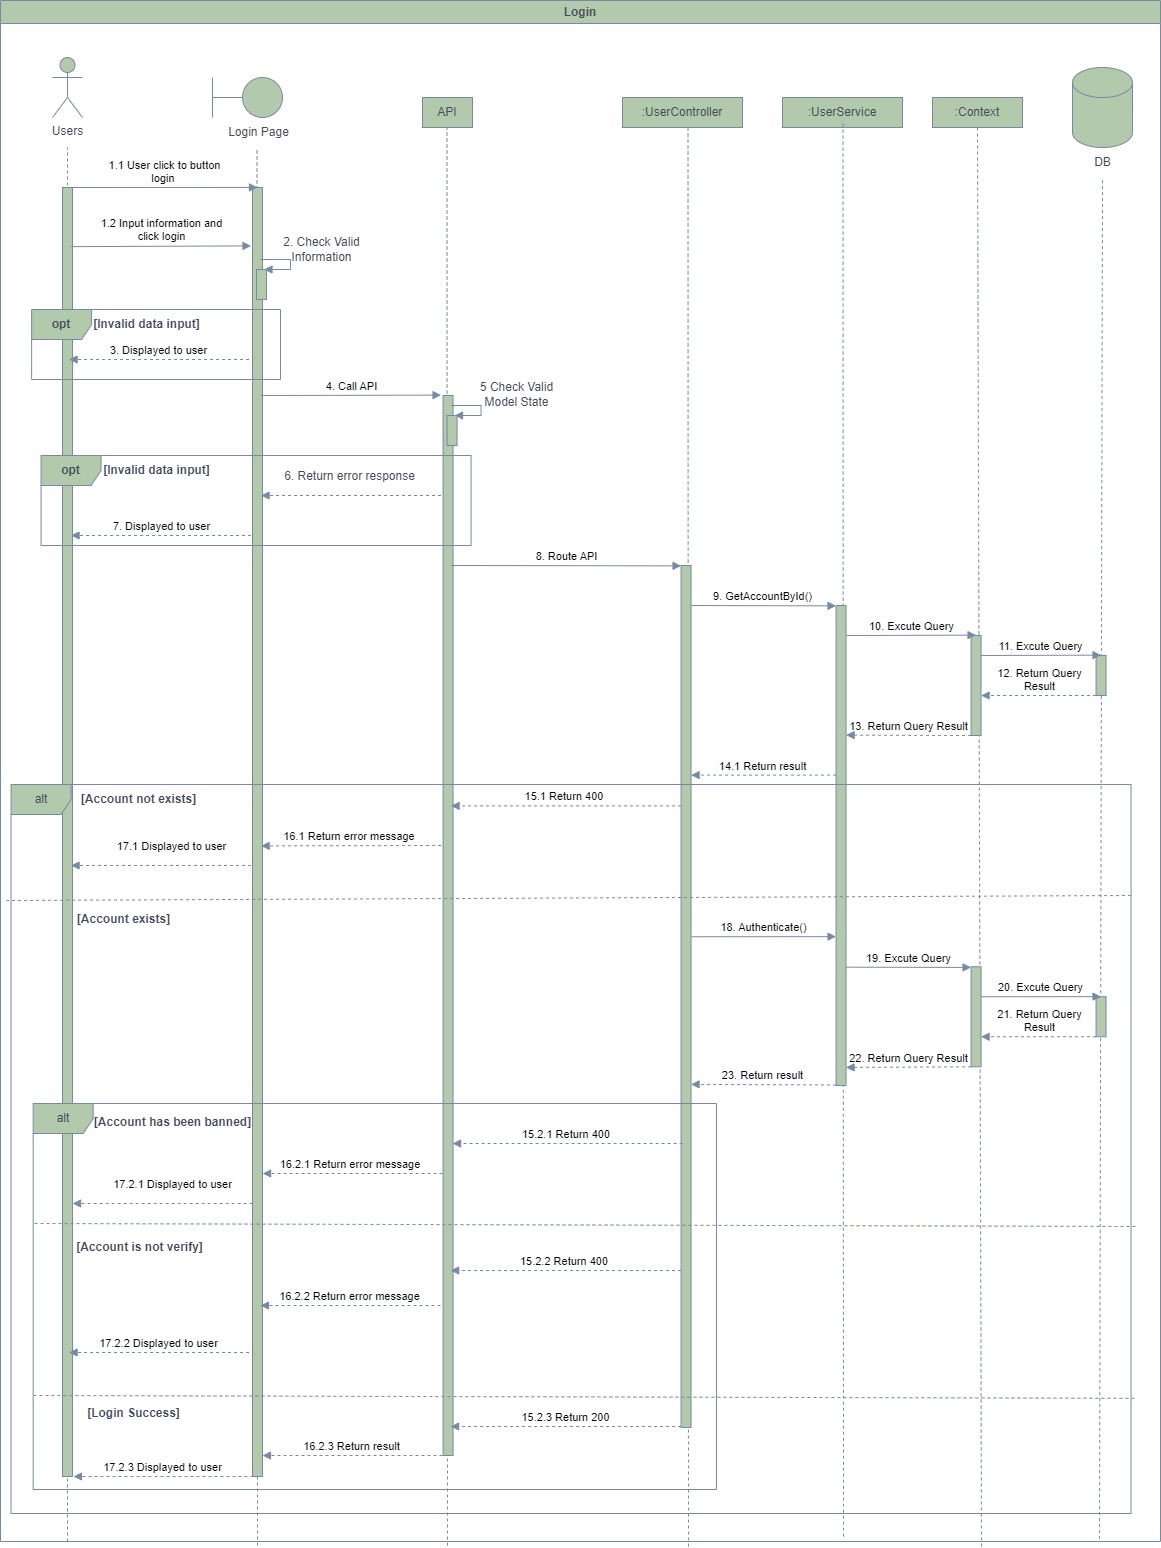 Login
Users
Login Page
API
:UserController
:UserService
:Context
DB
1.1 User click to button
login
1.2 Input information and
click login
2. Check Valid
Information
opt
[Invalid data input]
3. Displayed to user
4. Call API
5 Check Valid
Model State
opt
[Invalid data input]
6. Return error response
7. Displayed to user
8. Route API
9. GetAccountById()
10. Excute Query
11. Excute Query
12. Return Query
Result
13. Return Query Result
14.1 Return result
alt
[Account not exists]
15.1 Return 400
16.1 Return error message
17.1 Displayed to user
[Account exists]
18. Authenticate()
19. Excute Query
20. Excute Query
21. Return Query
Result
22. Return Query Result
23. Return result
alt
[Account has been banned]
15.2.1 Return 400
16.2.1 Return error message
17.2.1 Displayed to user
[Account is not verify]
15.2.2 Return 400
16.2.2 Return error message
17.2.2 Displayed to user
[Login Success]
15.2.3 Return 200
16.2.3 Return result
17.2.3 Displayed to user